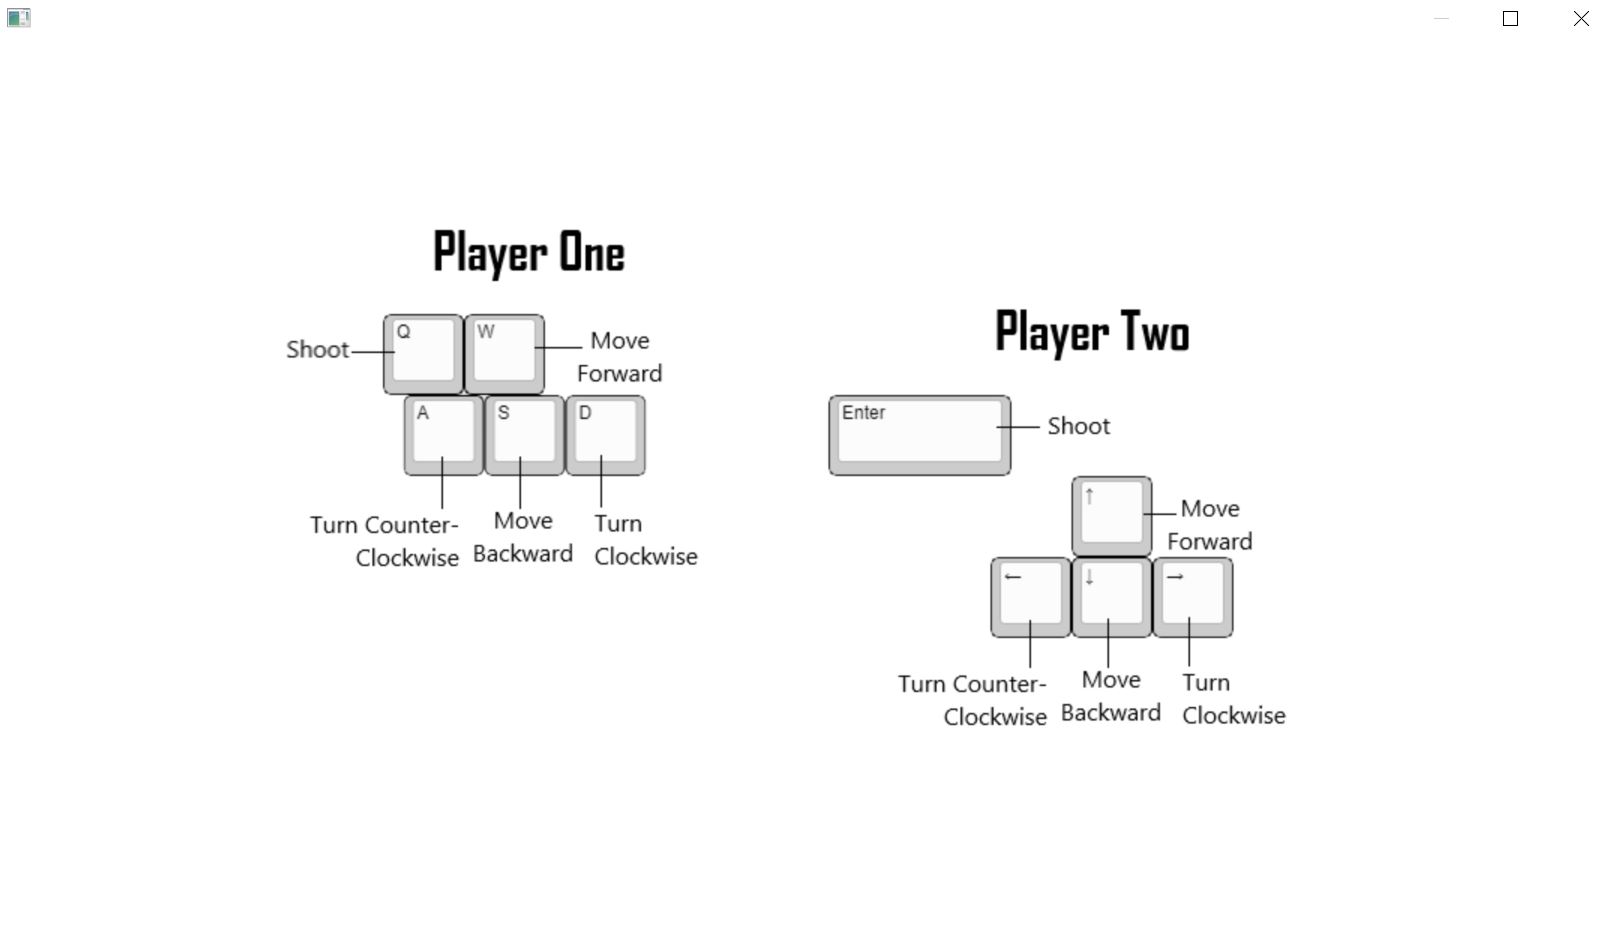 Player One
Q
W
Shoot
Move
Forward
A
S
D
Turn Counter-
Clockwise
Move
Backward
Turn
Clockwise
Player Two
Enter
Shoot
↑
Move
Forward
←
↓
→
Turn Counter-
Clockwise
Move
Backward
Turn
Clockwise